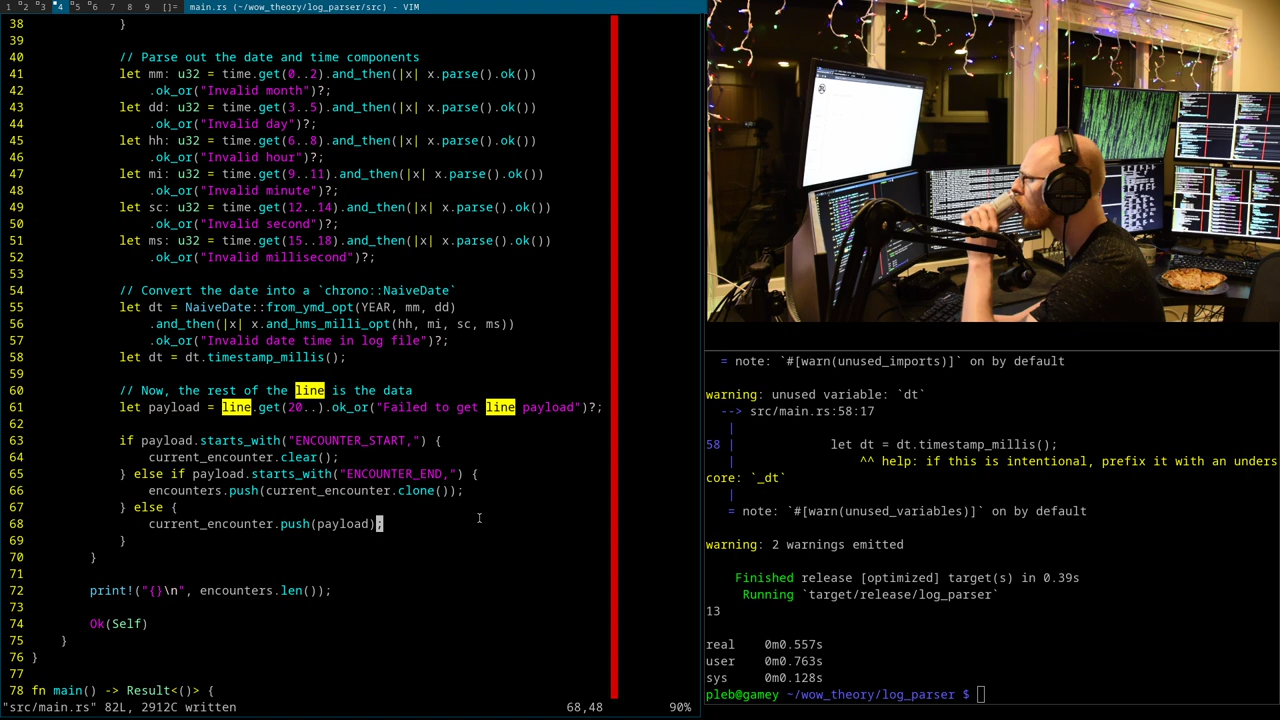 1 2 3 4 5 6 7 8 9 []= main.rs (~/wow_theory/log_parser/src) - VIM
38 }
39
40 // Parse out the date and time components
41 let mm: u32 = time.get(0..2).and_then(|x| x.parse().ok())
42 .ok_or("Invalid month")?;
43 let dd: u32 = time.get(3..5).and_then(|x| x.parse().ok())
44 .ok_or("Invalid day")?;
45 let hh: u32 = time.get(6..8).and_then(|x| x.parse().ok())
46 .ok_or("Invalid hour")?;
47 let mi: u32 = time.get(9..11).and_then(|x| x.parse().ok())
48 .ok_or("Invalid minute")?;
49 let sc: u32 = time.get(12..14).and_then(|x| x.parse().ok())
50 .ok_or("Invalid second")?;
51 let ms: u32 = time.get(15..18).and_then(|x| x.parse().ok())
52 .ok_or("Invalid millisecond")?;
53
54 // Convert the date into a `chrono::NaiveDate`
55 let dt = NaiveDate::from_ymd_opt(YEAR, mm, dd)
56 .and_then(|x| x.and_hms_milli_opt(hh, mi, sc, ms))
57 .ok_or("Invalid date time in log file")?;
58 let dt = dt.timestamp_millis();
59
60 // Now, the rest of the line is the data
61 let payload = line.get(20..).ok_or("Failed to get line payload")?;
62
63 if payload.starts_with("ENCOUNTER_START,") {
64 current_encounter.clear();
65 } else if payload.starts_with("ENCOUNTER_END,") {
66 encounters.push(current_encounter.clone());
67 } else {
68 current_encounter.push(payload);
69 }
70 }
71
72 print!("{}\n", encounters.len());
73
74 Ok(Self)
75 }
76 }
77
78 fn main() -> Result<()> {
"src/main.rs" 82L, 2912C written 68,48 90%
= note: `#[warn(unused_imports)]` on by default
warning: unused variable: `dt`
--> src/main.rs:58:17
|
58 | let dt = dt.timestamp_millis();
| ^^ help: if this is intentional, prefix it with an unders
core: `_dt`
|
= note: `#[warn(unused_variables)]` on by default
warning: 2 warnings emitted
Finished release [optimized] target(s) in 0.39s
Running `target/release/log_parser`
13
real 0m0.557s
user 0m0.763s
sys 0m0.128s
pleb@gamey ~/wow_theory/log_parser $